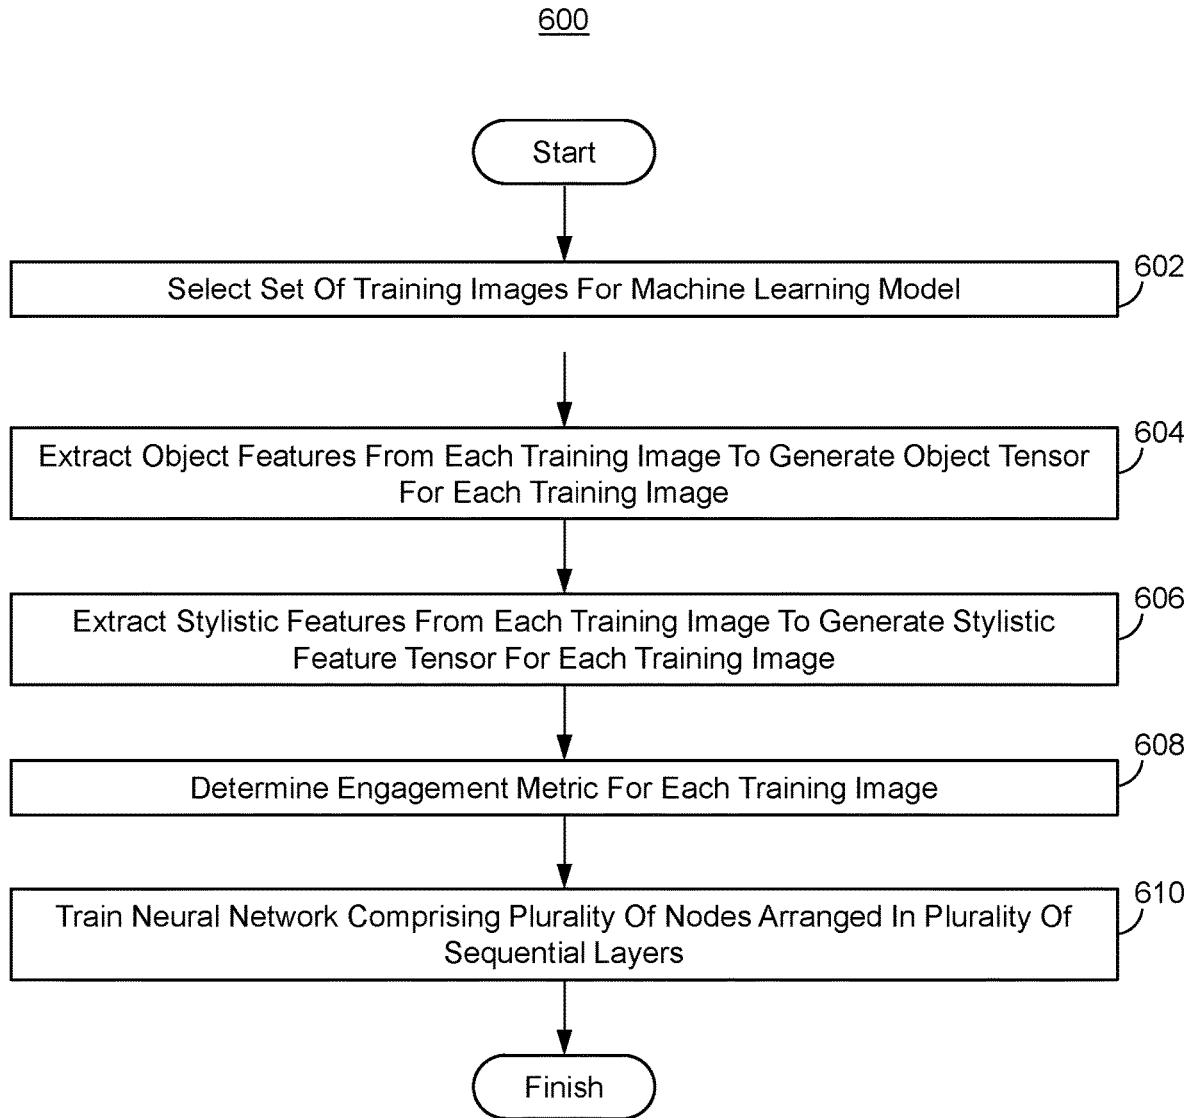 600
Start
Select Set Of Training Images For Machine Learning Model
602
Extract Object Features From Each Training Image To Generate Object Tensor
For Each Training Image
604
Extract Stylistic Features From Each Training Image To Generate Stylistic
Feature Tensor For Each Training Image
606
Determine Engagement Metric For Each Training Image
608
Train Neural Network Comprising Plurality Of Nodes Arranged In Plurality Of
Sequential Layers
610
Finish